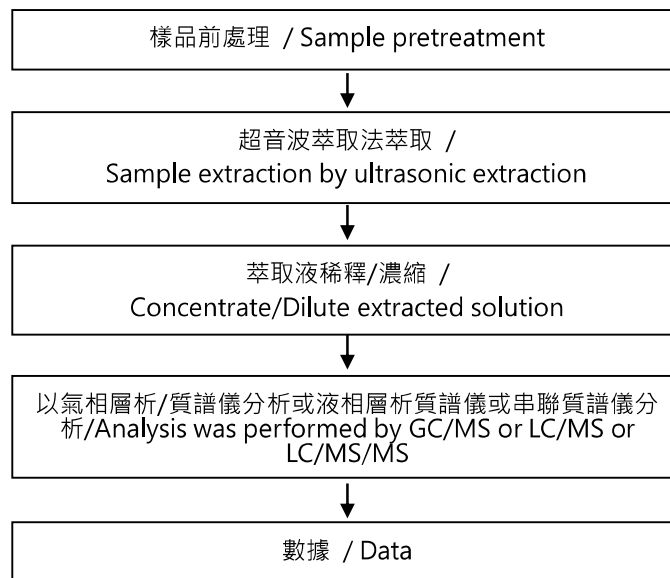 樣品前處理 / Sample pretreatment
超音波萃取法萃取 /
Sample extraction by ultrasonic extraction
萃取液稀釋/濃縮 /
Concentrate/Dilute extracted solution
以氣相層析/質譜儀分析或液相層析質譜儀或串聯質譜儀分
析/Analysis was performed by GC/MS or LC/MS or
LC/MS/MS
數據 / Data